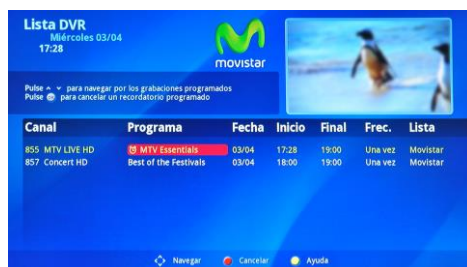 Lista DVR
Miércoles 03/04
17:28
movistar
Pulse para navegar por los grabaciones programados
Pulse para cancelar un recordatorio programado
Canal Programa Fecha Inicio Final Frec. Lista
855 MTV LIVE HD MTV Essentials 03/04 17:28 19:00 Una vez Movistar
857 Concert HD Best of the Festivals 03/04 18:00 19:00 Una vez Movistar
Navegar Cancelar Ayuda